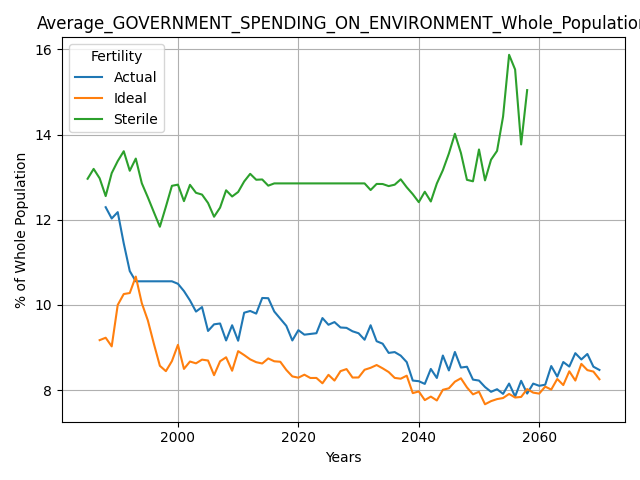 Average_GOVERNMENT_SPENDING_ON_ENVIRONMENT_Whole_Population
Fertility
Actual
Ideal
Sterile
% of Whole Population
16
14
12
10
8
2000 2020 2040 2060
Years